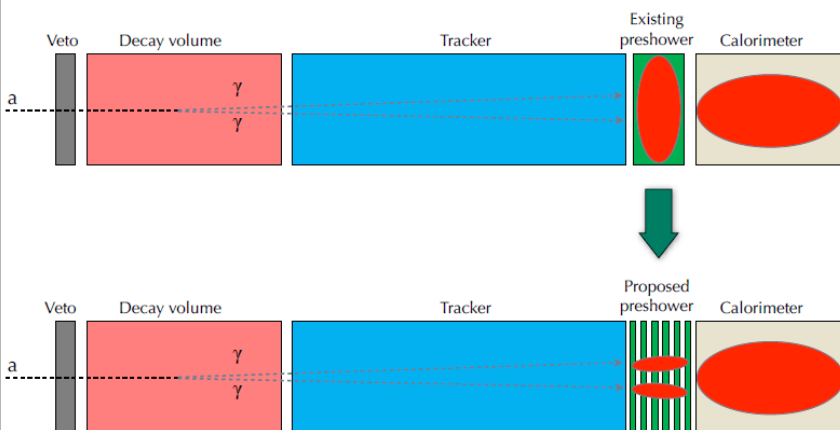 Existing
Veto Decay volume Tracker preshower Calorimeter
a
γ
γ
Proposed
Veto Decay volume Tracker preshower Calorimeter
a
γ
γ